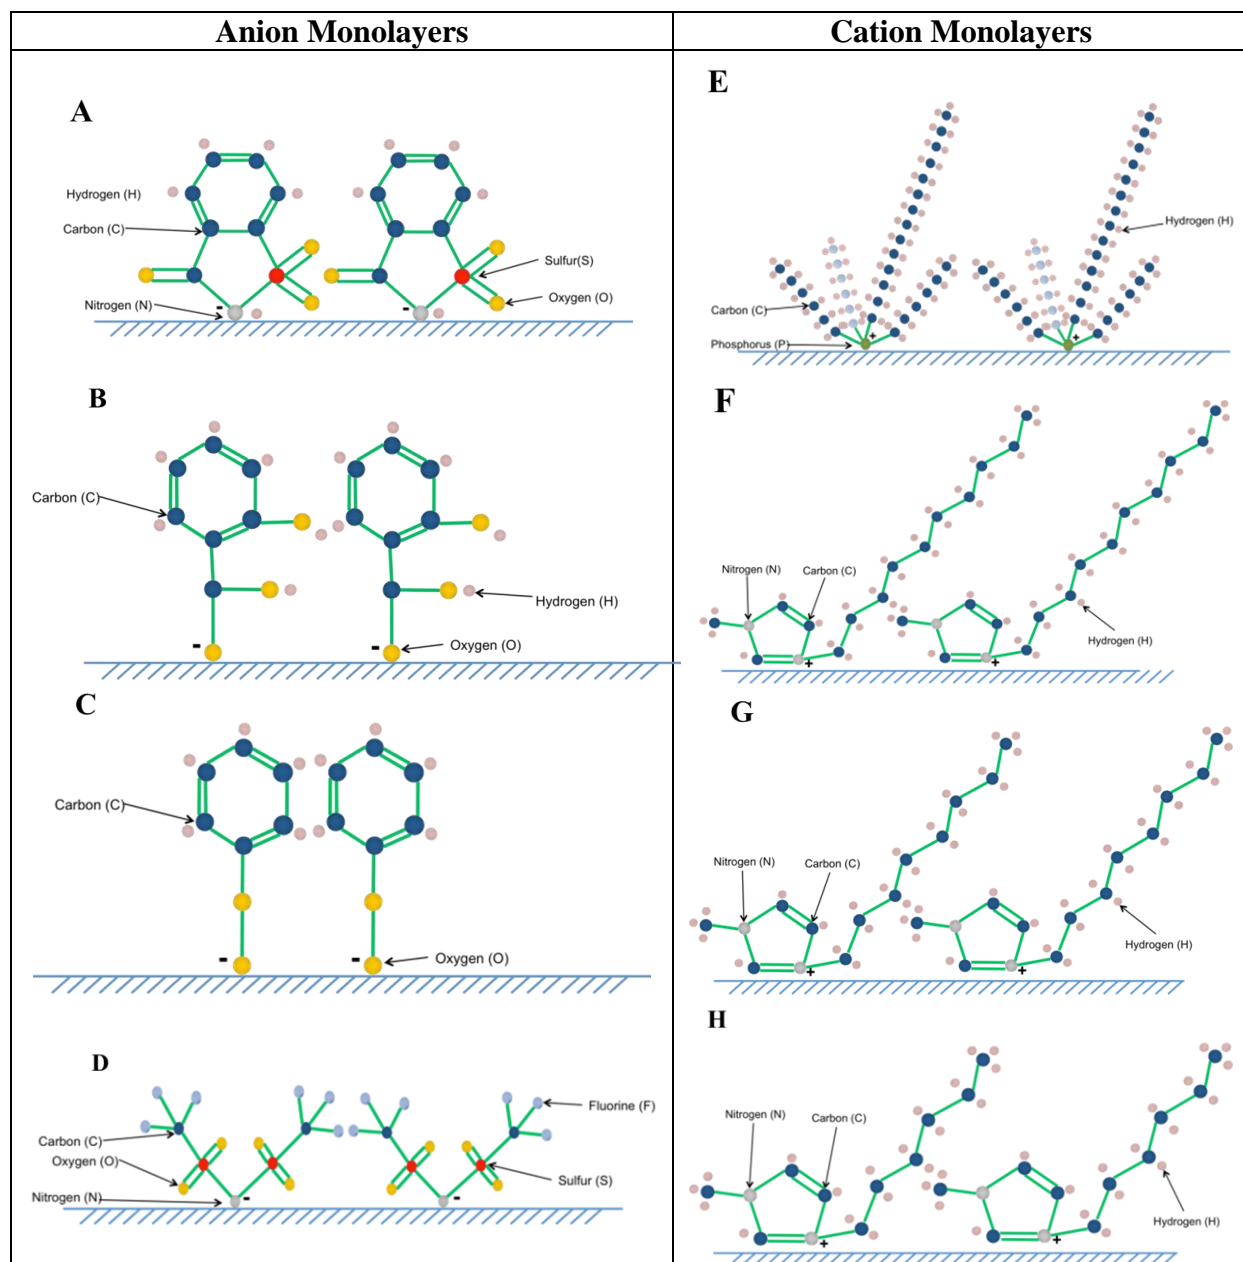 Anion Monolayers
Cation Monolayers
A
Hydrogen (H)
Carbon (C)
Nitrogen (N)
Sulfur(S)
Oxygen (O)
-
-
B
Carbon (C)
Hydrogen (H)
Oxygen (O)
-
-
C
Carbon (C)
Oxygen (O)
-
-
D
Carbon (C)
Oxygen (O)
Nitrogen (N)
Fluorine (F)
Sulfur (S)
-
-
E
Hydrogen (H)
Carbon (C)
Phosphorus (P)
+
+
F
Nitrogen (N)
Carbon (C)
Hydrogen (H)
+
+
G
Nitrogen (N)
Carbon (C)
Hydrogen (H)
+
+
H
Nitrogen (N)
Carbon (C)
Hydrogen (H)
+
+